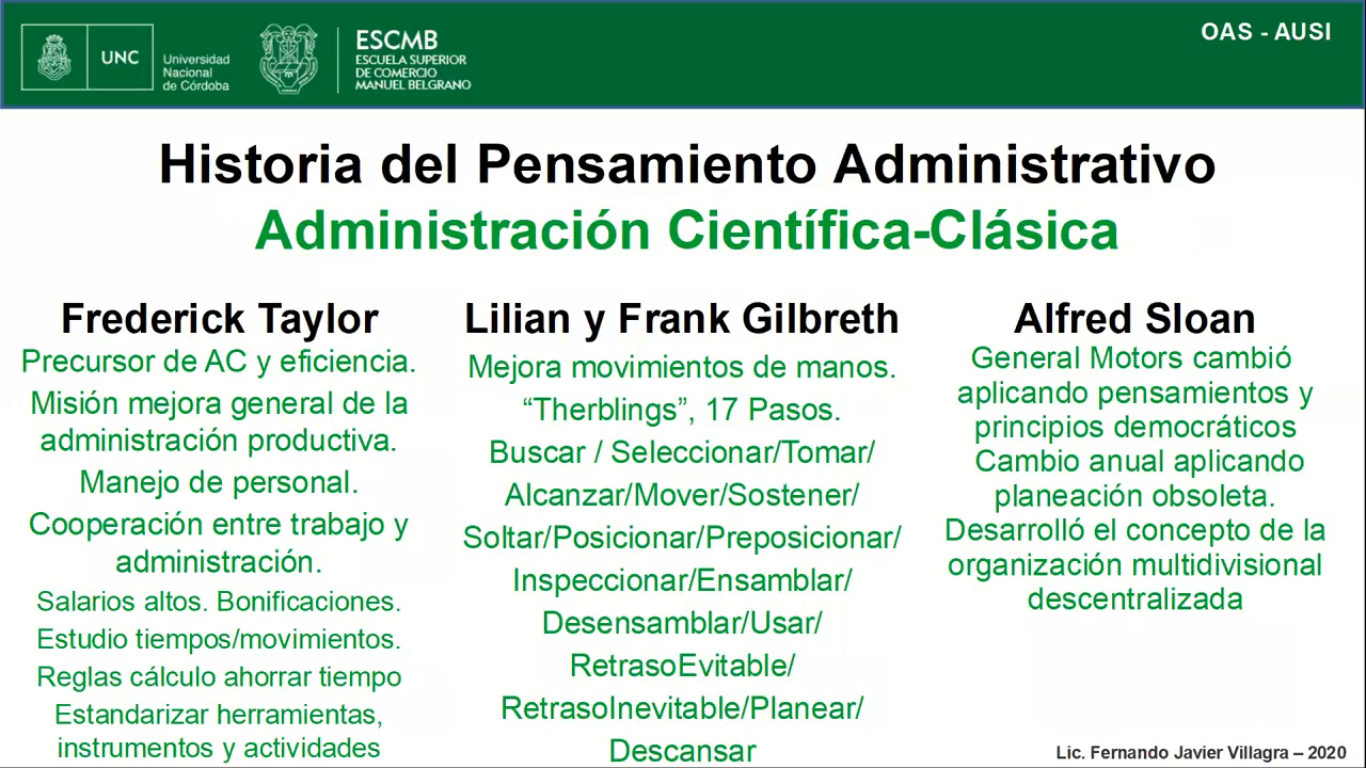 UNC
Universidad
Nacional
de Córdoba
ESCMB
ESCUELA SUPERIOR
DE COMERCIO
MANUEL BELGRANO
OAS - AUSI
Historia del Pensamiento Administrativo
Administración Científica-Clásica
Frederick Taylor
Precursor de AC y eficiencia.
Misión mejora general de la
administración productiva.
Manejo de personal.
Cooperación entre trabajo y
administración.
Salarios altos. Bonificaciones.
Estudio tiempos/movimientos.
Reglas cálculo ahorrar tiempo
Estandarizar herramientas,
instrumentos y actividades
Lilian y Frank Gilbreth
Mejora movimientos de manos.
“Therblings”, 17 Pasos.
Buscar / Seleccionar/Tomar/
Alcanzar/Mover/Sostener/
Soltar/Posicionar/Preposicionar/
Inspeccionar/Ensamblar/
Desensamblar/Usar/
RetrasoEvitable/
RetrasoInevitable/Planear/
Descansar
Alfred Sloan
General Motors cambió
aplicando pensamientos y
principios democráticos
Cambio anual aplicando
planeación obsoleta.
Desarrolló el concepto de la
organización multidivisional
descentralizada
Lic. Fernando Javier Villagra – 2020